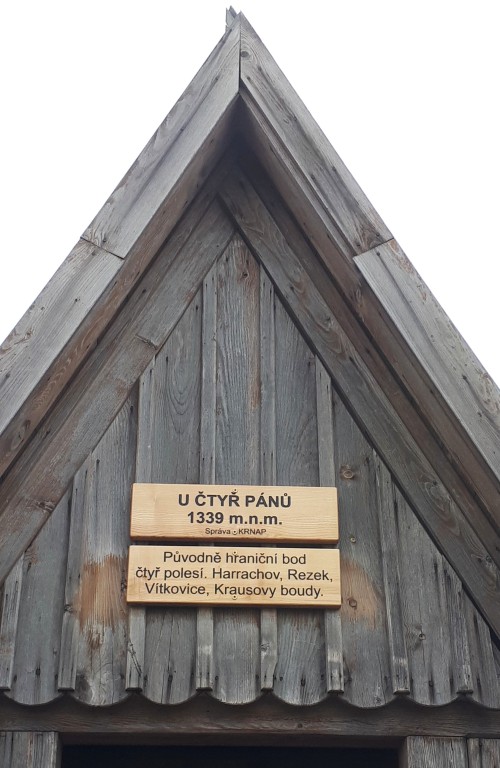 U ČTYŘ PÁNŮ
1339 m.n.m.
Správa - KRNAP
Původně hraniční bod
čtyř polesí. Harrachov, Rezek,
Vítkovice, Krausovy boudy.